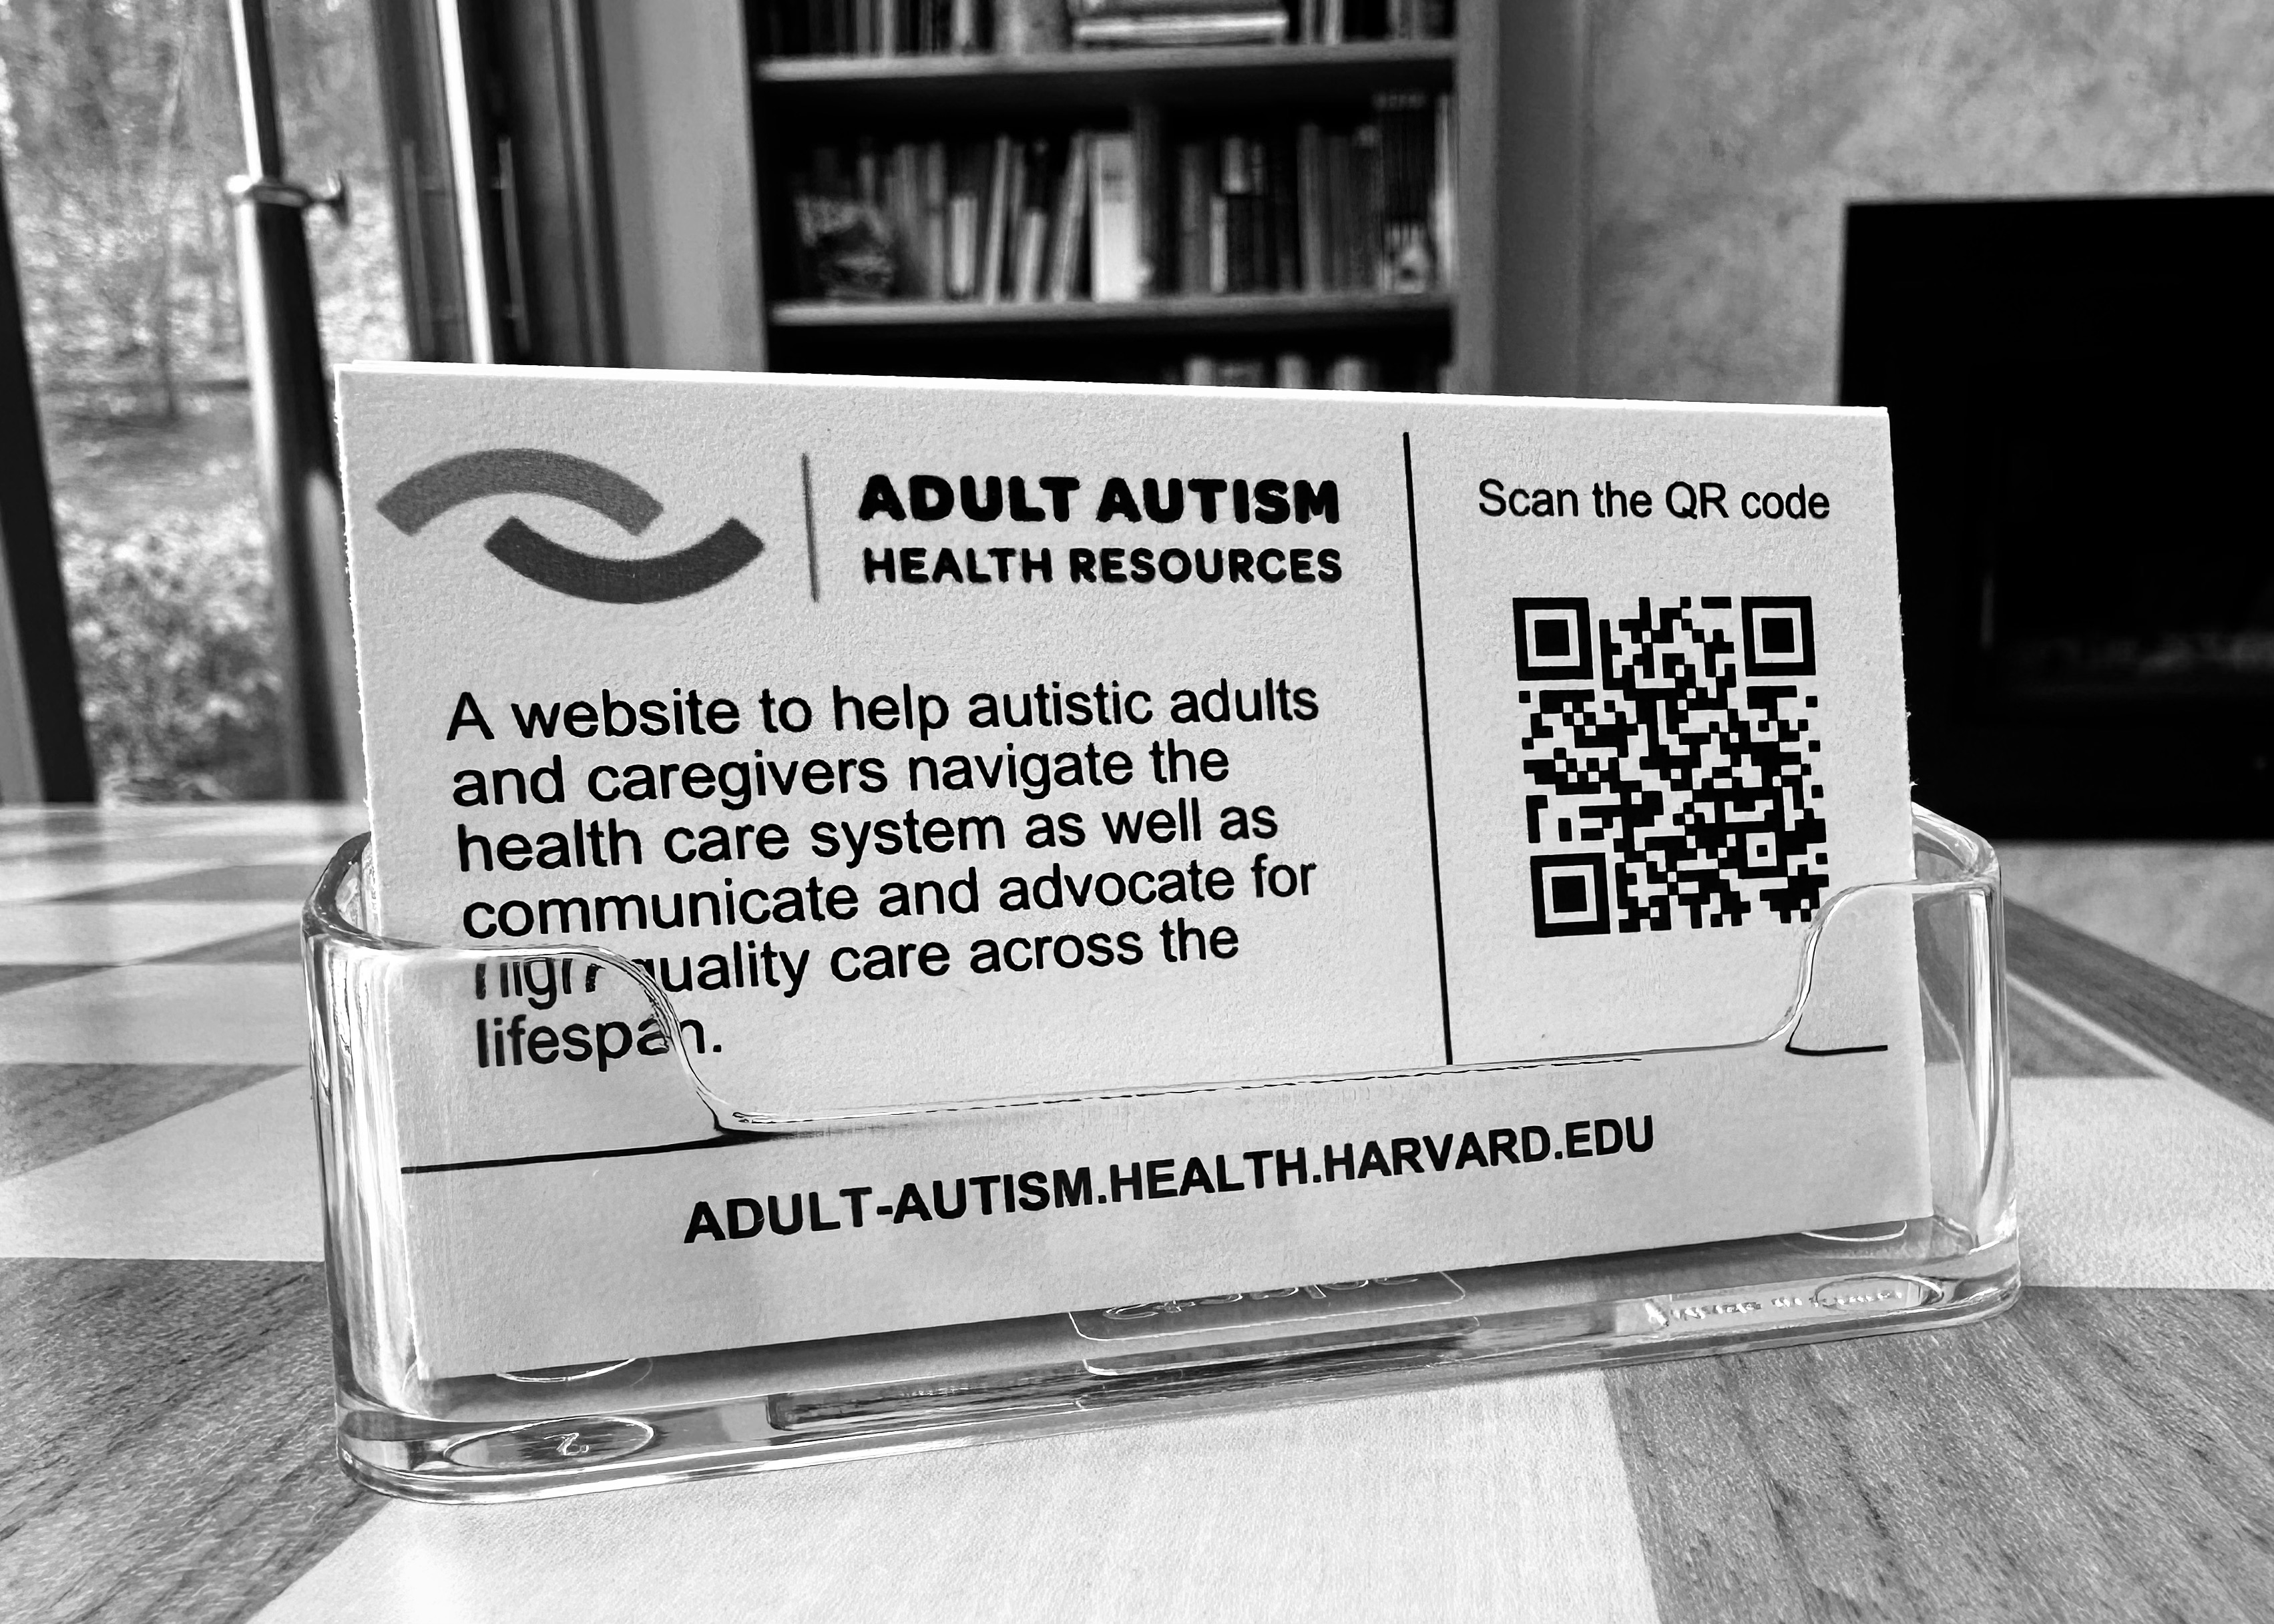 ADULT AUTISM
HEALTH RESOURCES
A website to help autistic adults
and caregivers navigate the
health care system as well as
communicate and advocate for
high quality care across the
lifespan.
Scan the QR code
ADULT-AUTISM.HEALTH.HARVARD.EDU